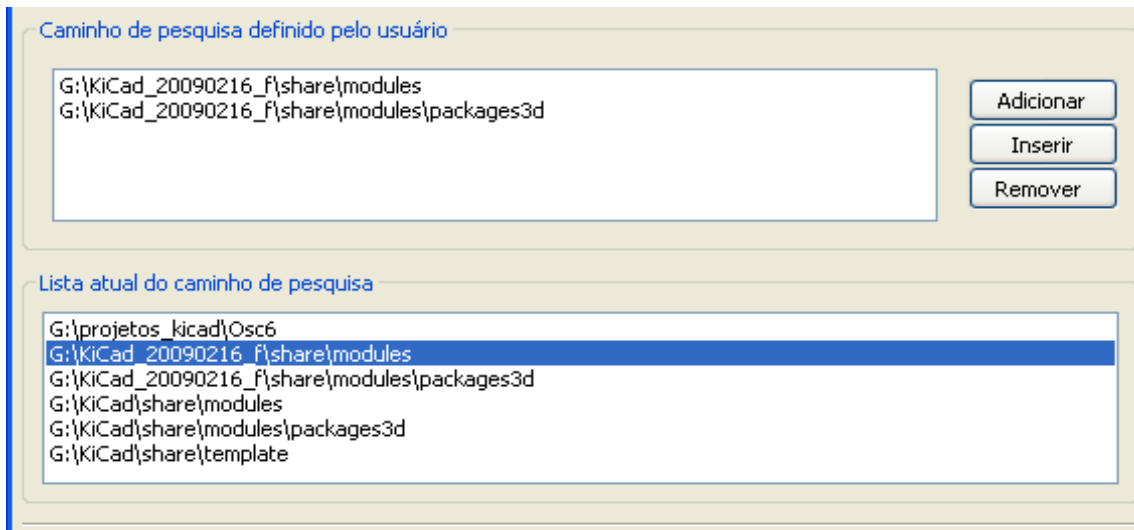 Caminho de pesquisa definido pelo usuário
G:\KiCad_20090216_f\share\modules
G:\KiCad_20090216_f\share\modules\packages3d
Adicionar
Inserir
Remover
Lista atual do caminho de pesquisa
G:\projetos_kicad\Osc6
G:\KiCad_20090216_f\share\modules
G:\KiCad_20090216_f\share\modules\packages3d
G:\KiCad\share\modules
G:\KiCad\share\modules\packages3d
G:\KiCad\share\template